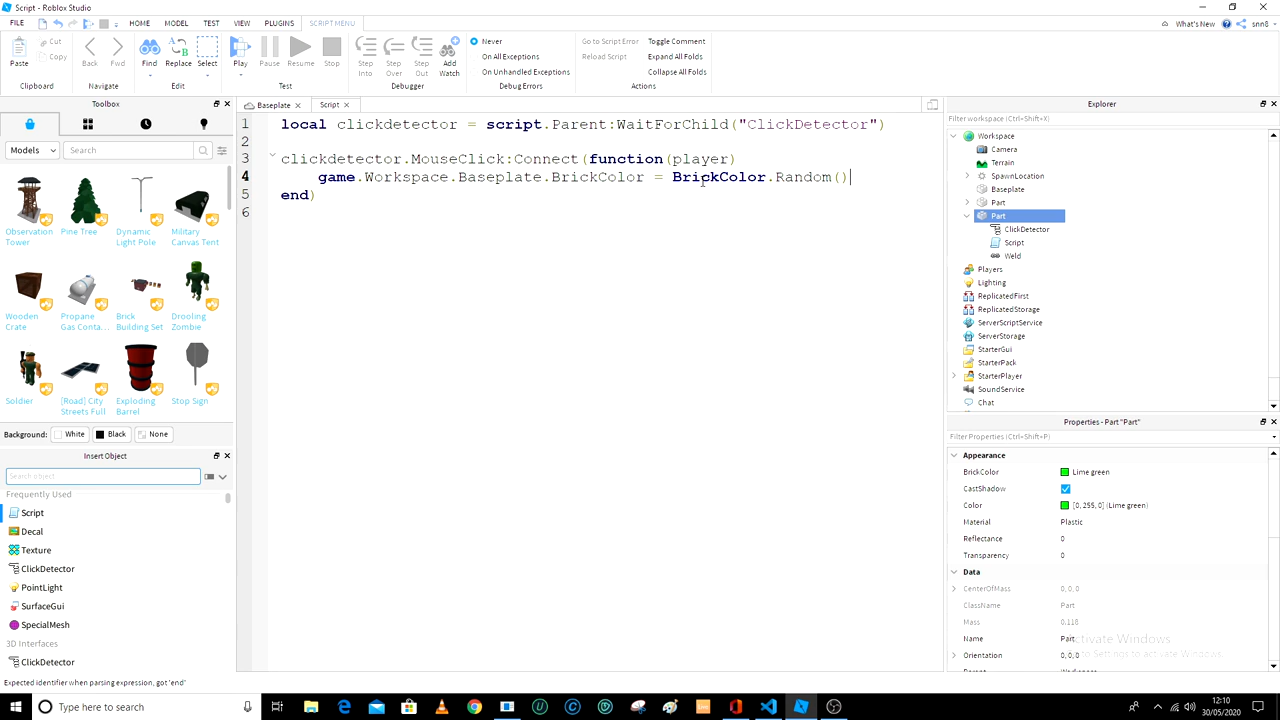 Script - Roblox Studio
FILE HOME MODEL TEST VIEW PLUGINS SCRIPT MENU What's New snn8
Paste Cut Copy
Back Fwd Find Replace Select Play Pause Resume Stop
Step Into Step Over Step Out Add Watch
Never
On All Exceptions
On Unhandled Exceptions
Go to Script Error Toggle Comment
Reload Script Expand All Folds
Collapse All Folds
Clipboard Navigate Edit Test Debugger Debug Errors Actions
Toolbox
Models Search
Observation Tower
Pine Tree
Dynamic Light Pole
Military Canvas Tent
Wooden Crate
Propane Gas Conta...
Brick Building Set
Drooling Zombie
Soldier
[Road] City Streets Full
Exploding Barrel
Stop Sign
Background: White Black None
Insert Object
Search object
Frequently Used
Script
Decal
Texture
ClickDetector
PointLight
SurfaceGui
SpecialMesh
3D Interfaces
ClickDetector
Baseplate Script
1 local clickdetector = script.Parent:WaitForChild("ClickDetector")
2
3 clickdetector.MouseClick:Connect(function(player)
4 game.Workspace.Baseplate.BrickColor = BrickColor.Random()
5 end)
6
Explorer
Filter workspace (Ctrl+Shift+X)
Workspace
Camera
Terrain
SpawnLocation
Baseplate
Part
Part
ClickDetector
Script
Weld
Players
Lighting
ReplicatedFirst
ReplicatedStorage
ServerScriptService
ServerStorage
StarterGui
StarterPack
StarterPlayer
SoundService
Chat
Properties - Part "Part"
Filter Properties (Ctrl+Shift+P)
Appearance
BrickColor Lime green
CastShadow
Color [0, 255, 0] (Lime green)
Material Plastic
Reflectance 0
Transparency 0
Data
CenterOfMass 0, 0, 0
ClassName Part
Mass 0.116
Name Part
Orientation 0, 0, 0
Activate Windows
Go to Settings to activate Windows.
Expected identifier when parsing expression, got 'end'
Type here to search
12:10
30/05/2020